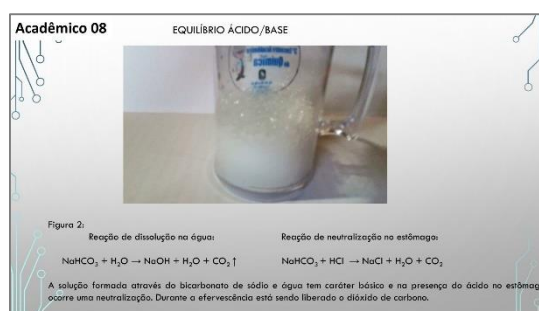 Acadêmico 08
EQUILÍBRIO ÁCIDO/BASE
Química
Figura 2:
Reação de dissolução na água:
NaHCO₃ + H₂O → NaOH + H₂O + CO₂ ↑
Reação de neutralização no estômago:
NaHCO₃ + HCl → NaCl + H₂O + CO₂
A solução formada através do bicarbonato de sódio e água tem caráter básico e na presença do ácido no estômag
ocorre uma neutralização. Durante a efervescência está sendo liberado o dióxido de carbono.